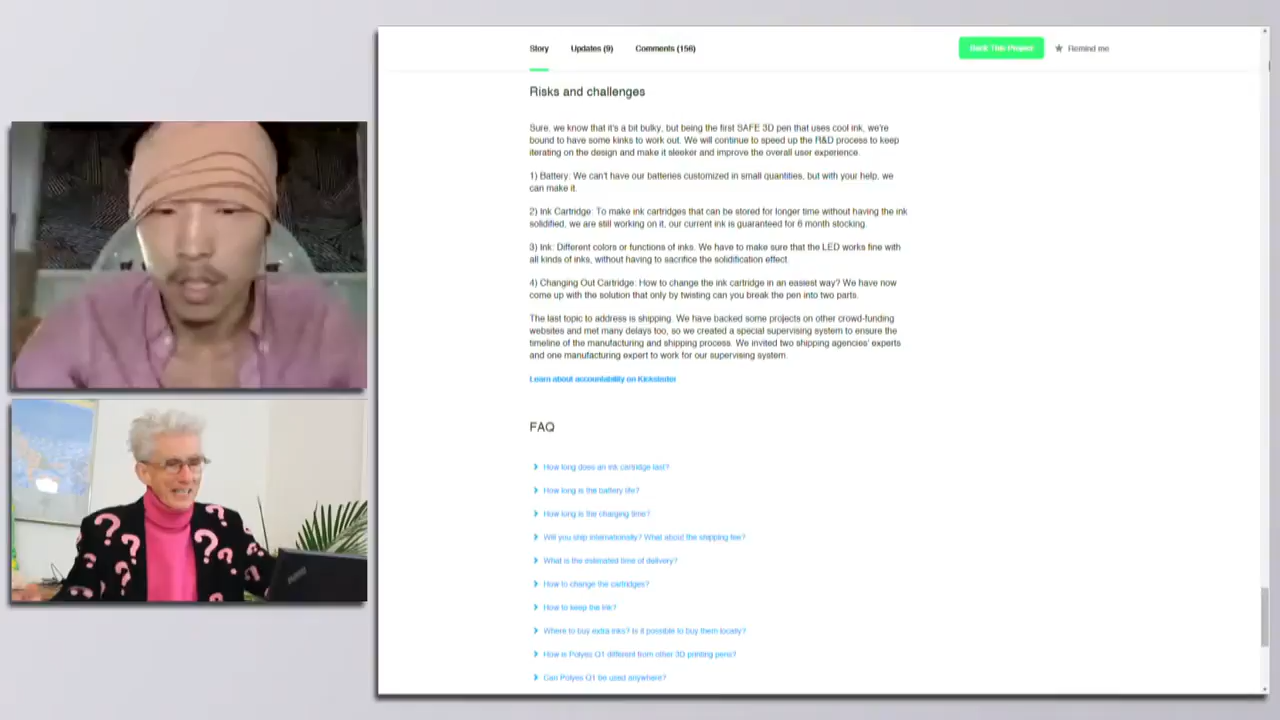 Story Updates (9) Comments (156) Back This Project ★ Remind me
Risks and challenges
Sure, we know that it's a bit bulky, but being the first SAFE 3D pen that uses cool ink, we're
bound to have some kinks to work out. We will continue to speed up the R&D process to keep
iterating on the design and make it sleeker and improve the overall user experience.
1) Battery: We can't have our batteries customized in small quantities, but with your help, we
can make it.
2) Ink Cartridge: To make ink cartridges that can be stored for longer time without having the ink
solidified, we are still working on it, our current ink is guaranteed for 6 month stocking.
3) Ink: Different colors or functions of inks. We have to make sure that the LED works fine with
all kinds of inks, without having to sacrifice the solidification effect.
4) Changing Out Cartridge: How to change the ink cartridge in an easiest way? We have now
come up with the solution that only by twisting can you break the pen into two parts.
The last topic to address is shipping. We have backed some projects on other crowd-funding
websites and met many delays too, so we created a special supervising system to ensure the
timeline of the manufacturing and shipping process. We invited two shipping agencies' experts
and one manufacturing expert to work for our supervising system.
Learn about accountability on Kickstarter
FAQ
How long does an ink cartridge last?
How long is the battery life?
How long is the charging time?
Will you ship internationally? What about the shipping fee?
What is the estimated time of delivery?
How to change the cartridges?
How to keep the ink?
Where to buy extra inks? Is it possible to buy them locally?
How is Polyes Q1 different from other 3D printing pens?
Can Polyes Q1 be used anywhere?